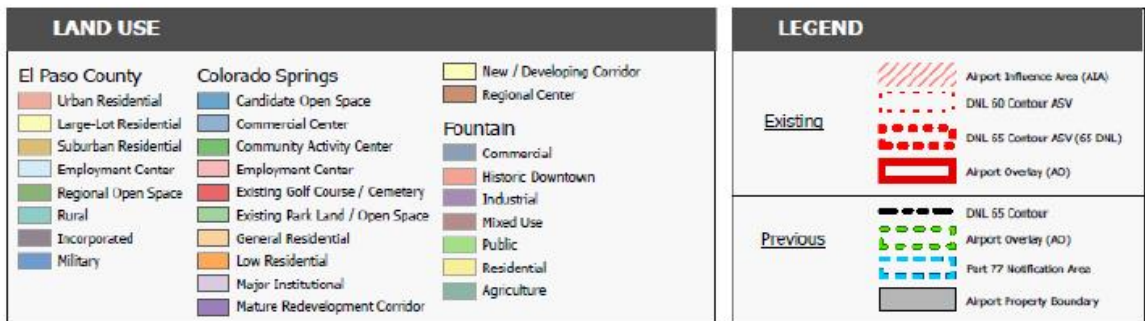 LAND USE
El Paso County
Urban Residential
Large-Lot Residential
Suburban Residential
Employment Center
Regional Open Space
Rural
Incorporated
Military
Colorado Springs
Candidate Open Space
Commercial Center
Community Activity Center
Employment Center
Existing Golf Course / Cemetery
Existing Park Land / Open Space
General Residential
Low Residential
Major Institutional
Mature Redevelopment Corridor
New / Developing Corridor
Regional Center
Fountain
Commercial
Historic Downtown
Industrial
Mixed Use
Public
Residential
Agriculture
LEGEND
Existing
Airport Influence Area (AIA)
DNL 60 Contour ASV
DNL 65 Contour ASV (65 DNL)
Airport Overlay (AO)
Previous
DNL 65 Contour
Airport Overlay (AO)
Part 77 Notification Area
Airport Property Boundary